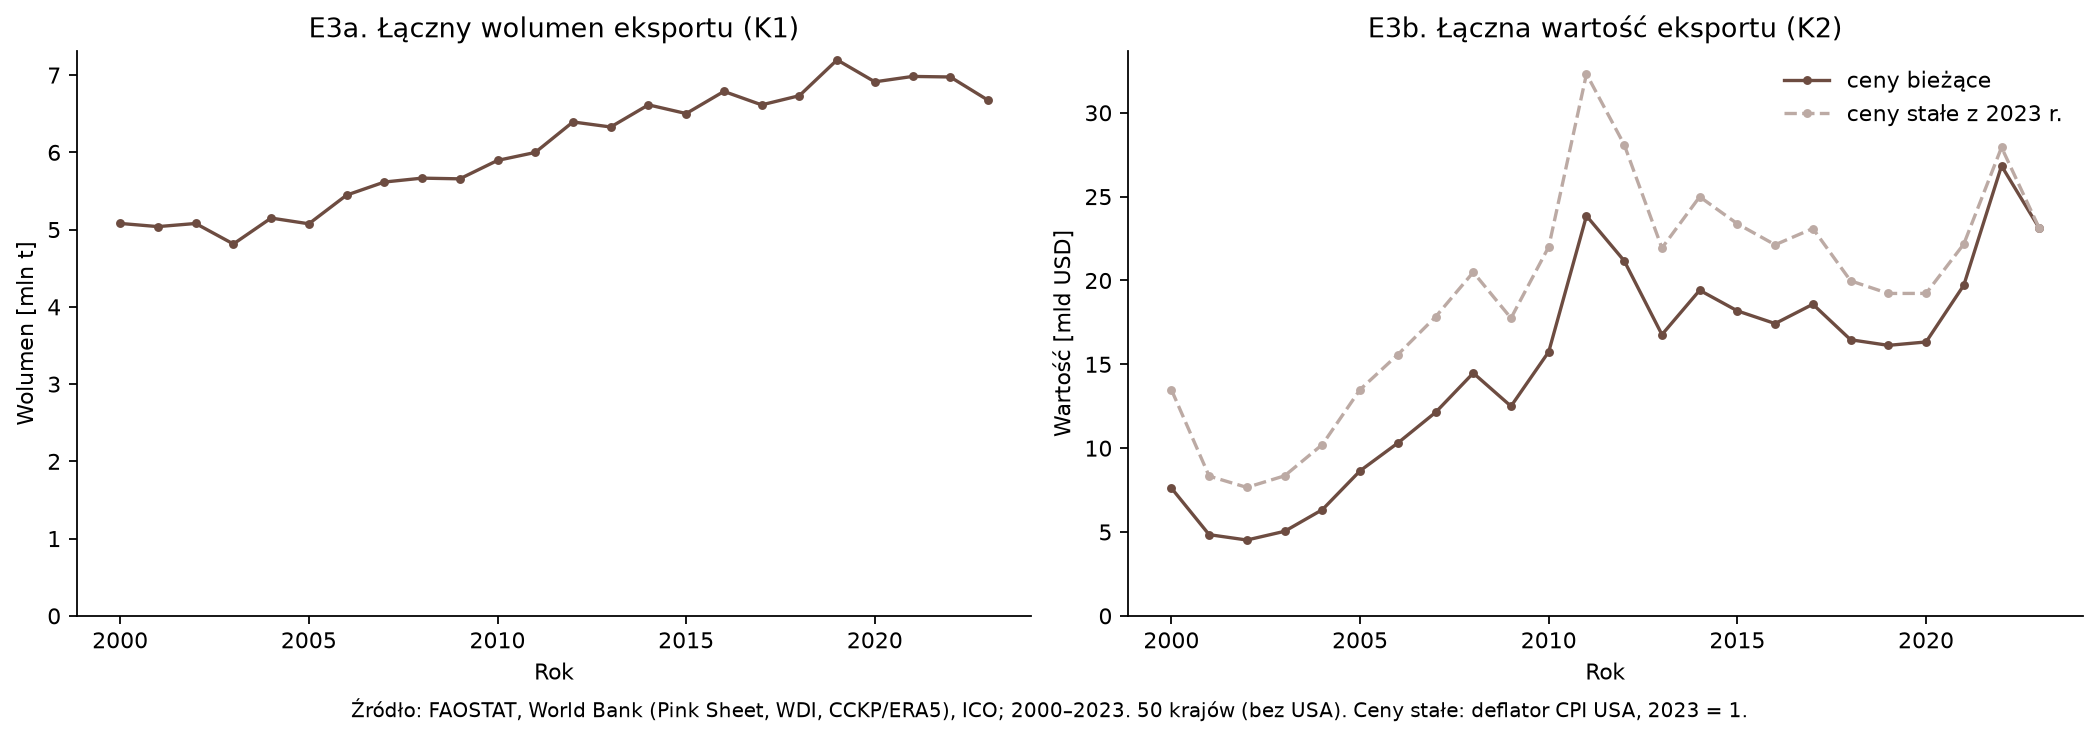 E3a. Łączny wolumen eksportu (K1)
Wolumen [mln t]
7
6
5
4
3
2
1
0
2000 2005 2010 2015 2020
Rok
E3b. Łączna wartość eksportu (K2)
ceny bieżące
ceny stałe z 2023 r.
Wartość [mld USD]
30
25
20
15
10
5
0
2000 2005 2010 2015 2020
Rok
Źródło: FAOSTAT, World Bank (Pink Sheet, WDI, CCKP/ERA5), ICO; 2000–2023. 50 krajów (bez USA). Ceny stałe: deflator CPI USA, 2023 = 1.